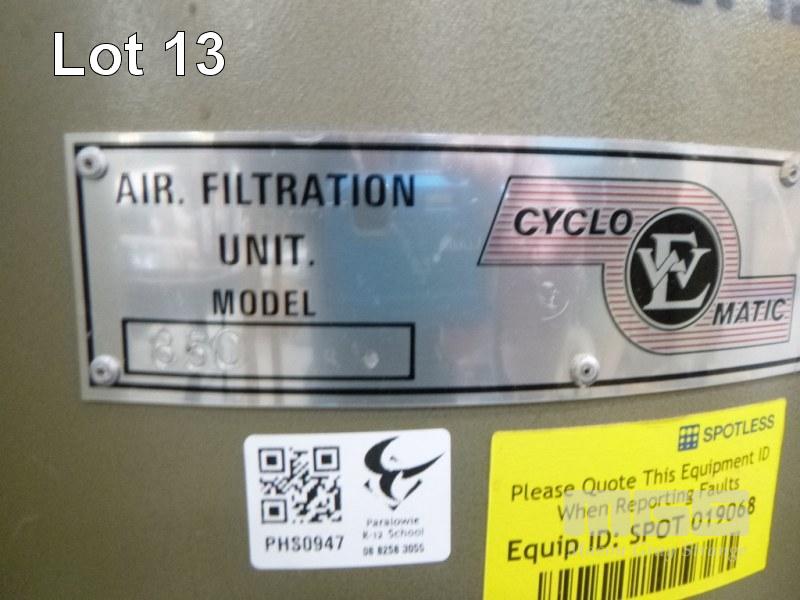 Lot 13
AIR. FILTRATION
UNIT.
MODEL
650
CYCLO
MATIC
SPOTLESS
Please Quote This Equipment ID
When Reporting Faults
Equip ID: SPOT 019068
PHS0947
Paralowie
K-12 School
08 8258 3055